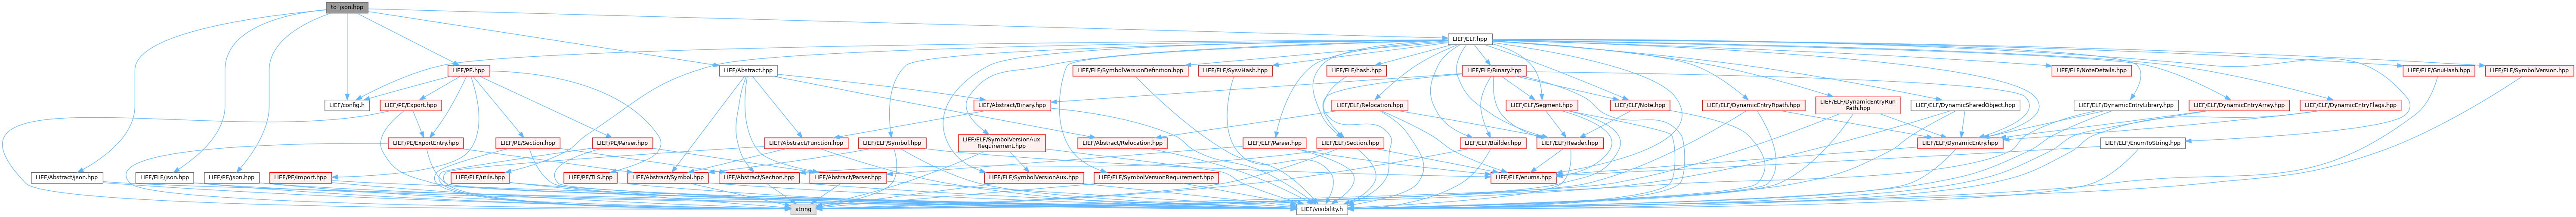 to_json.hpp
LIEF/ELF.hpp
LIEF/PE.hpp
LIEF/Abstract.hpp
LIEF/ELF/SymbolVersionDefinition.hpp
LIEF/ELF/SysvHash.hpp
LIEF/ELF/hash.hpp
LIEF/ELF/Binary.hpp
LIEF/ELF/NoteDetails.hpp
LIEF/ELF/GnuHash.hpp
LIEF/ELF/SymbolVersion.hpp
LIEF/config.h
LIEF/PE/Export.hpp
LIEF/Abstract/Binary.hpp
LIEF/ELF/Relocation.hpp
LIEF/ELF/Segment.hpp
LIEF/ELF/Note.hpp
LIEF/ELF/DynamicEntryRpath.hpp
LIEF/ELF/DynamicEntryRun
Path.hpp
LIEF/ELF/DynamicSharedObject.hpp
LIEF/ELF/DynamicEntryLibrary.hpp
LIEF/ELF/DynamicEntryArray.hpp
LIEF/ELF/DynamicEntryFlags.hpp
LIEF/PE/ExportEntry.hpp
LIEF/PE/Section.hpp
LIEF/PE/Parser.hpp
LIEF/Abstract/Function.hpp
LIEF/ELF/Symbol.hpp
LIEF/ELF/SymbolVersionAux
Requirement.hpp
LIEF/Abstract/Relocation.hpp
LIEF/ELF/Parser.hpp
LIEF/ELF/Section.hpp
LIEF/ELF/Builder.hpp
LIEF/ELF/Header.hpp
LIEF/ELF/DynamicEntry.hpp
LIEF/ELF/EnumToString.hpp
LIEF/Abstract/json.hpp
LIEF/ELF/json.hpp
LIEF/PE/json.hpp
LIEF/PE/Import.hpp
LIEF/ELF/utils.hpp
LIEF/PE/TLS.hpp
LIEF/Abstract/Symbol.hpp
LIEF/Abstract/Section.hpp
LIEF/Abstract/Parser.hpp
LIEF/ELF/SymbolVersionAux.hpp
LIEF/ELF/SymbolVersionRequirement.hpp
LIEF/ELF/enums.hpp
string
LIEF/visibility.h